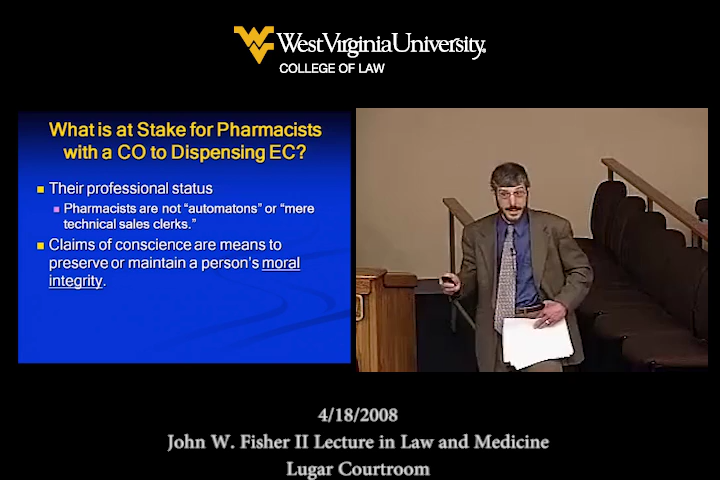 WestVirginiaUniversity
COLLEGE OF LAW
What is at Stake for Pharmacists
with a CO to Dispensing EC?
Their professional status
Pharmacists are not “automatons” or “mere
technical sales clerks.”
Claims of conscience are means to
preserve or maintain a person’s moral
integrity.
4/18/2008
John W. Fisher II Lecture in Law and Medicine
Lugar Courtroom